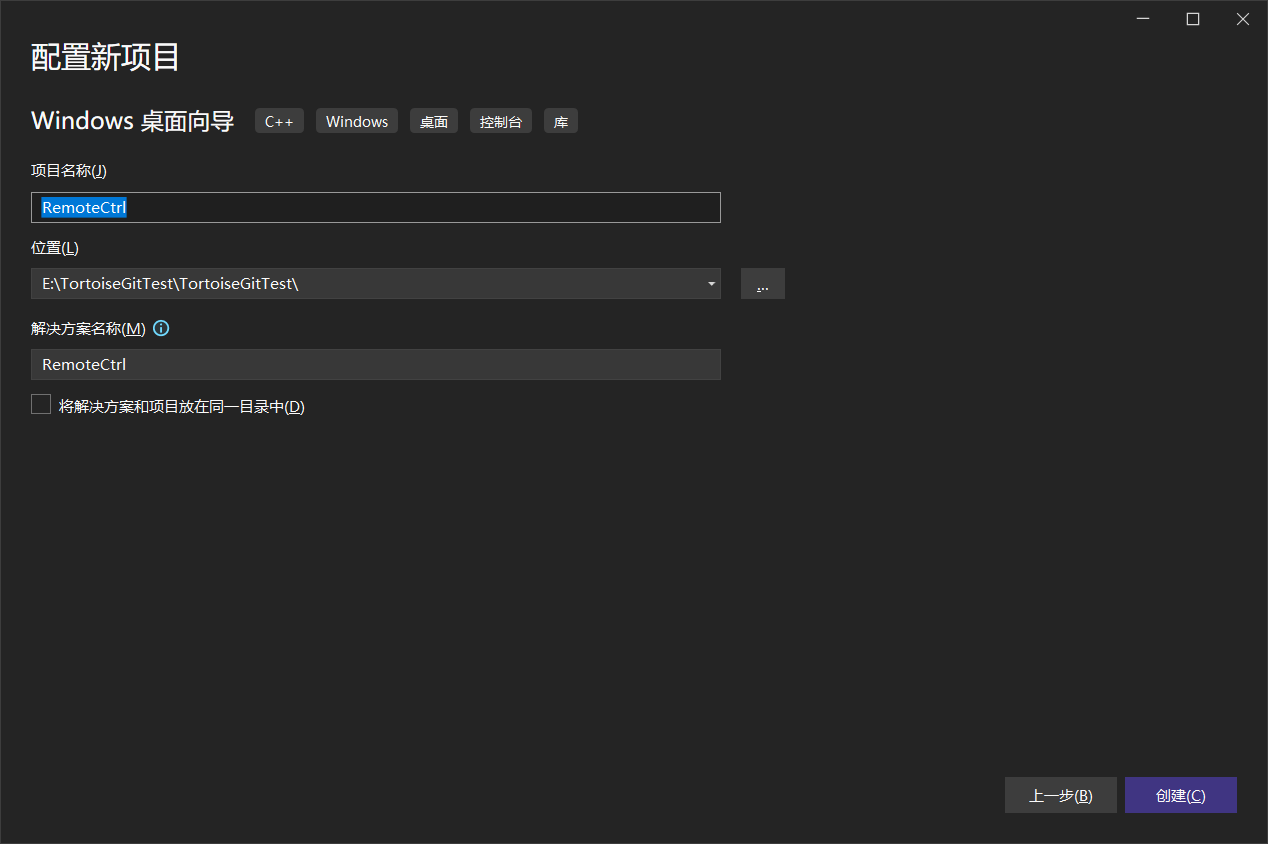 配置新项目
Windows 桌面向导 C++ Windows 桌面 控制台 库
项目名称(J)
RemoteCtrl
位置(L)
E:\TortoiseGitTest\TortoiseGitTest\
...
解决方案名称(M)
RemoteCtrl
将解决方案和项目放在同一目录中(D)
上一步(B) 创建(C)